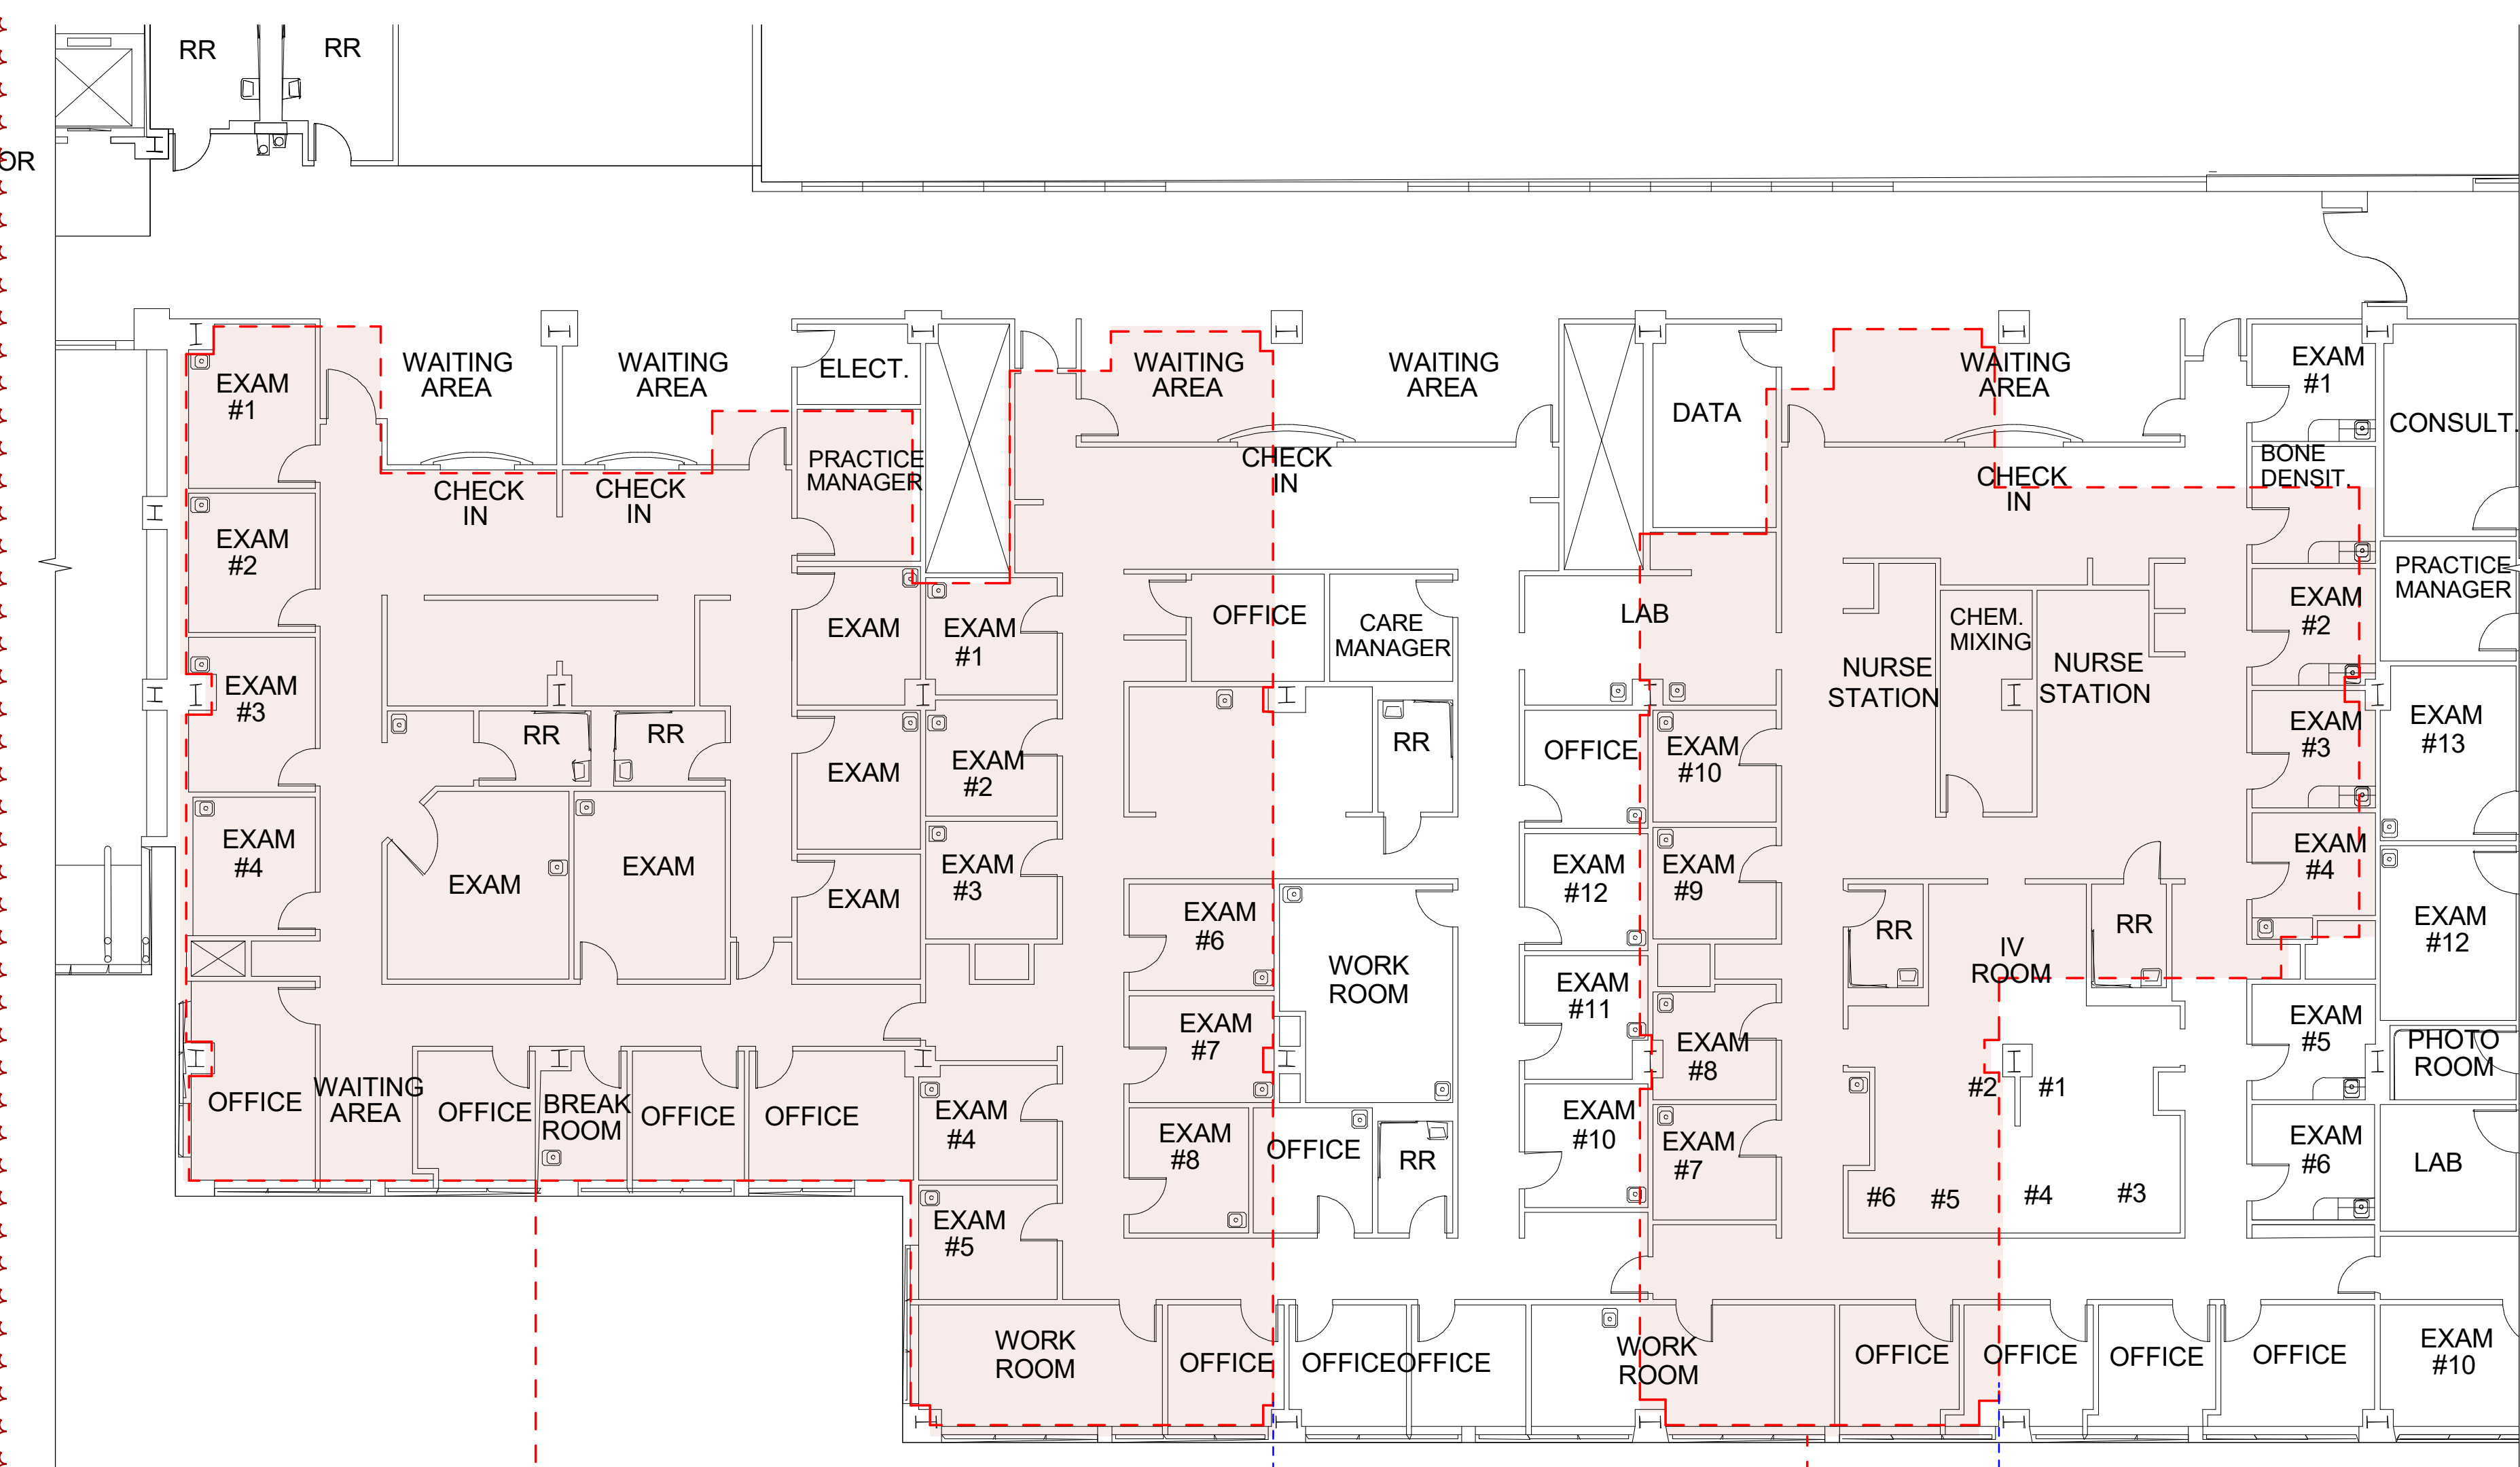 RR
RR
OR
WAITING
AREA
WAITING
AREA
ELECT.
WAITING
AREA
WAITING
AREA
WAITING
AREA
EXAM
#1
EXAM
#1
DATA
CONSULT.
PRACTICE
MANAGER
CHECK
IN
CHECK
IN
CHECK
IN
CHECK
IN
BONE
DENSIT.
EXAM
#2
EXAM
EXAM
#1
OFFICE
CARE
MANAGER
LAB
CHEM.
MIXING
NURSE
STATION
NURSE
STATION
EXAM
#2
PRACTICE
MANAGER
EXAM
#3
RR
RR
EXAM
EXAM
#2
RR
OFFICE
EXAM
#10
EXAM
#3
EXAM
#13
EXAM
#4
EXAM
EXAM
EXAM
EXAM
#3
EXAM
#6
EXAM
#12
EXAM
#9
EXAM
#4
RR
RR
IV
ROOM
EXAM
#12
WORK
ROOM
EXAM
#7
EXAM
#11
EXAM
#8
#2
#1
EXAM
#5
PHOTO
ROOM
OFFICE
WAITING
AREA
OFFICE
BREAK
ROOM
OFFICE
OFFICE
EXAM
#4
EXAM
#8
OFFICE
RR
EXAM
#10
EXAM
#7
#6
#5
#4
#3
EXAM
#6
LAB
EXAM
#5
WORK
ROOM
OFFICE
OFFICE
OFFICE
WORK
ROOM
OFFICE
OFFICE
OFFICE
OFFICE
EXAM
#10